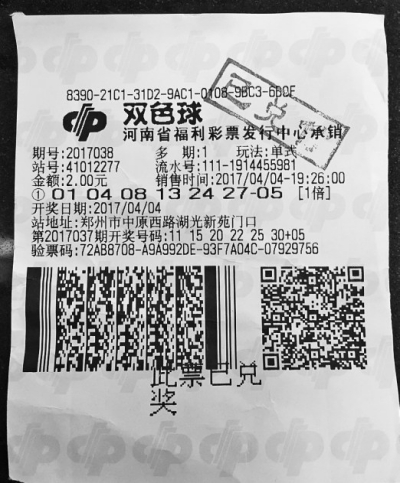 8390-21C1-31D2-9AC1-0108-9BC3-6D0F
双色球
河南省福利彩票发行中心承销
已兑奖
期号:2017038 多 期:1 玩法:单式
站号:41012277 流水号:111-1914455981
金额:2.00元 销售时间:2017/04/04-19:26:00
① 01 04 08 13 24 27-05 [1倍]
开奖日期:2017/04/04
站地址:郑州市中原西路湖光新苑门口
第2017037期开奖号码:11 15 20 22 25 30+05
验票码:72AB8708-A9A992DE-93F7A04C-07929756
此票已兑
奖